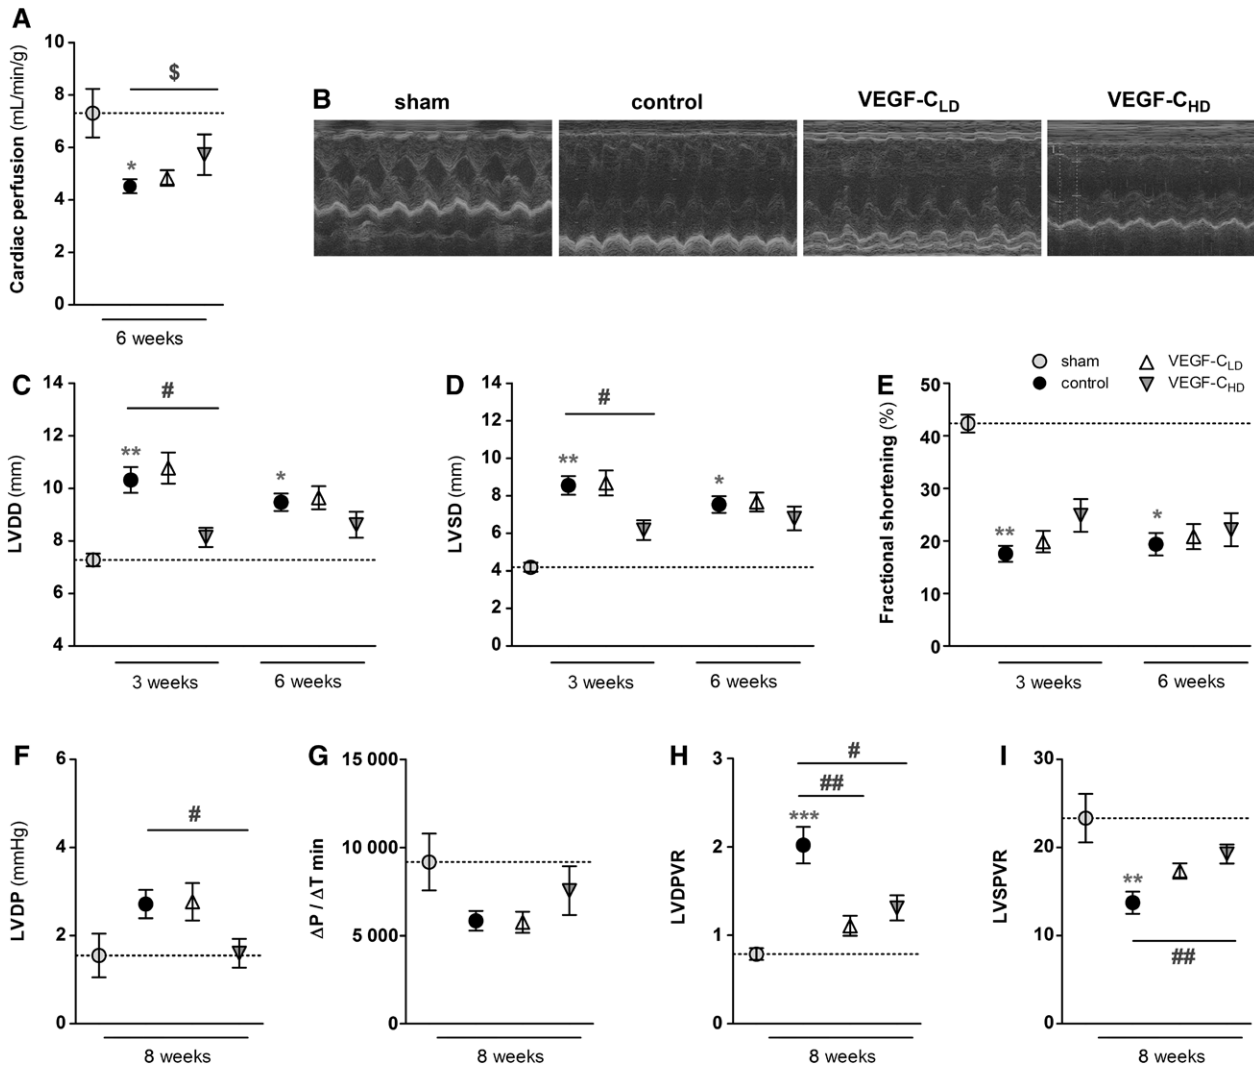 A
Cardiac perfusion (mL/min/g)
10
8
6
4
2
0
$
*
6 weeks
B
sham
control
VEGF-C_LD
VEGF-C_HD
C
LVDD (mm)
14
12
10
8
6
4
#
**
*
3 weeks
6 weeks
D
LVSD (mm)
14
12
10
8
6
4
2
0
#
**
*
3 weeks
6 weeks
E
sham
VEGF-C_LD
control
VEGF-C_HD
Fractional shortening (%)
50
40
30
20
10
0
**
*
3 weeks
6 weeks
F
LVDP (mmHg)
6
4
2
0
#
8 weeks
G
ΔP / ΔT min
15 000
10 000
5 000
0
8 weeks
H
LVDPVR
3
2
1
0
#
##
***
8 weeks
I
LVSPVR
30
20
10
0
**
##
8 weeks